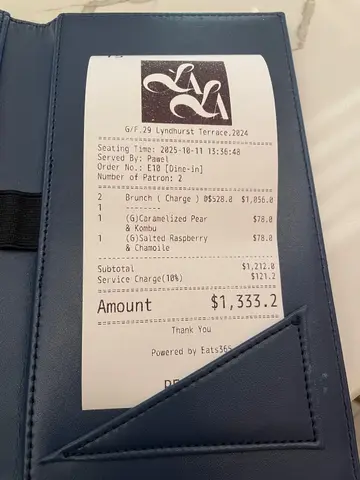 LA
LA
G/F.29 Lyndhurst Terrace.2024
Seating Time: 2025-10-11 13:36:48
Served By: Pawel
Order No.: E10 [Dine-in]
Number of Patron: 2
2 Brunch ( Charge ) @$528.0 $1,056.0
1 -------
1 (G)Caramelized Pear $78.0
& Kombu
1 (G)Salted Raspberry $78.0
& Chamoile
Subtotal $1,212.0
Service Charge(10%) $121.2
Amount $1,333.2
Thank You
Powered by Eats365